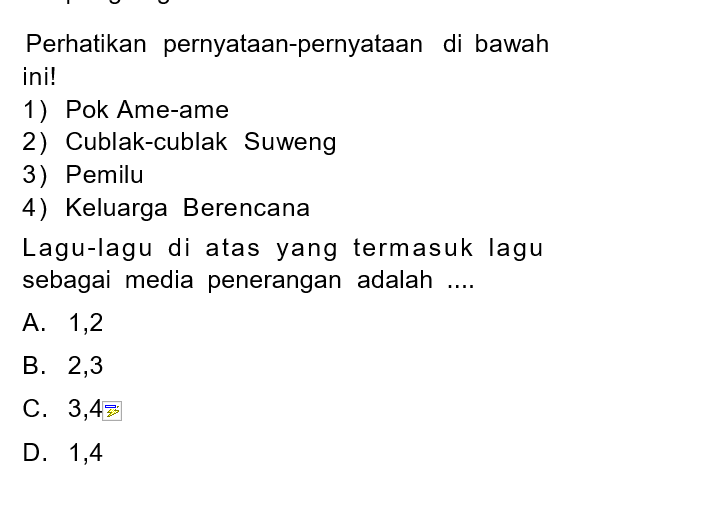 Perhatikan pernyataan-pernyataan di bawah
ini!
1) Pok Ame-ame
2) Cublak-cublak Suweng
3) Pemilu
4) Keluarga Berencana
Lagu-lagu di atas yang termasuk lagu
sebagai media penerangan adalah ....
A. 1,2
B. 2,3
C. 3,4
D. 1,4